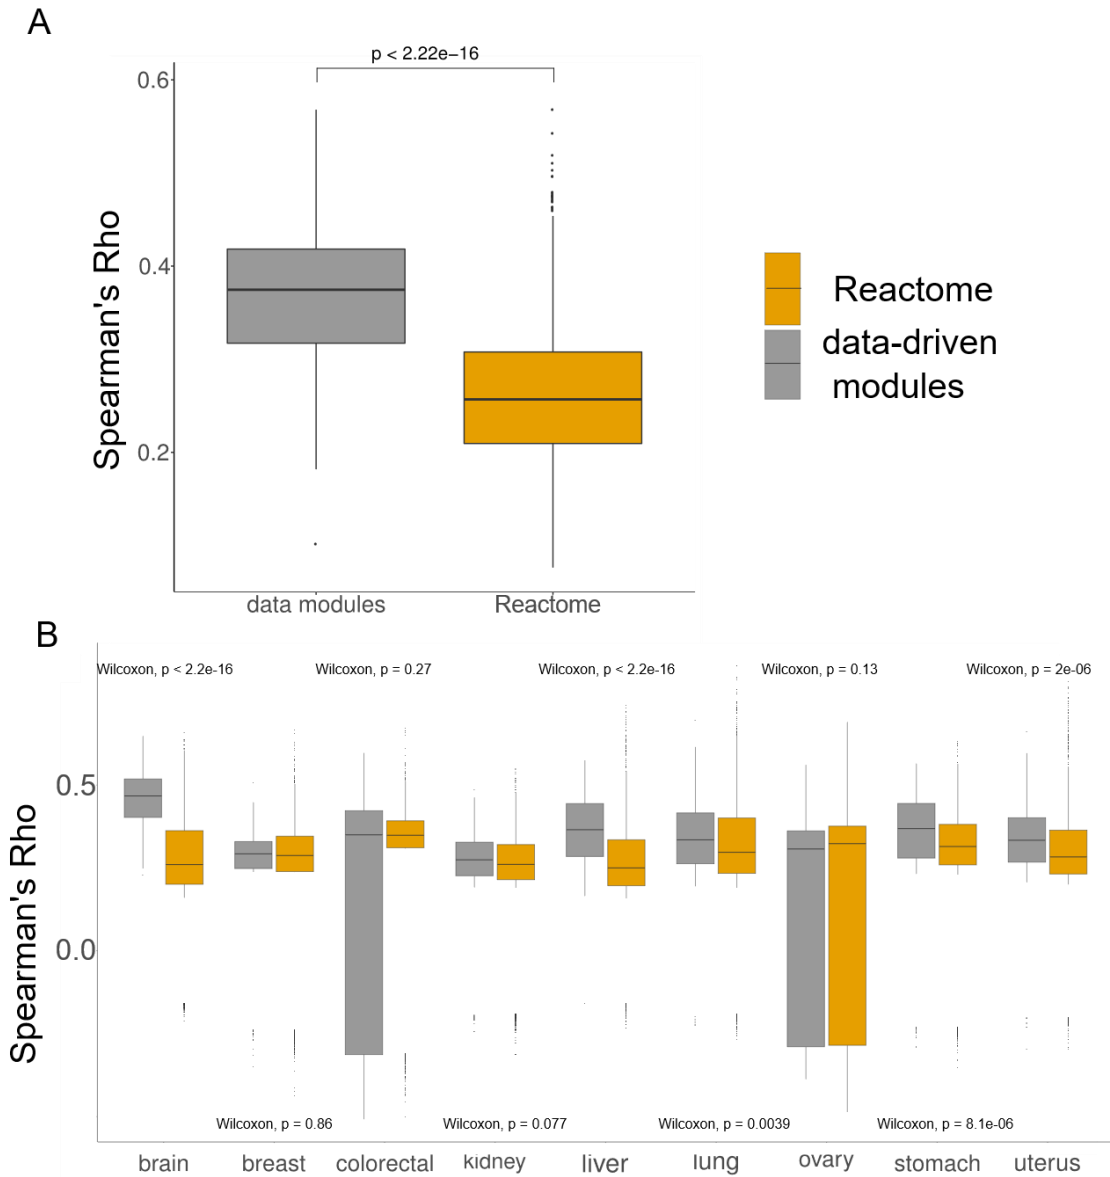 A
p < 2.22e−16
0.6
0.4
0.2
Spearman's Rho
data modules
Reactome
Reactome
data-driven
modules
B
Wilcoxon, p < 2.2e-16
Wilcoxon, p = 0.27
Wilcoxon, p < 2.2e-16
Wilcoxon, p = 0.13
Wilcoxon, p = 2e-06
0.5
0.0
Spearman's Rho
Wilcoxon, p = 0.86
Wilcoxon, p = 0.077
Wilcoxon, p = 0.0039
Wilcoxon, p = 8.1e-06
brain
breast
colorectal
kidney
liver
lung
ovary
stomach
uterus